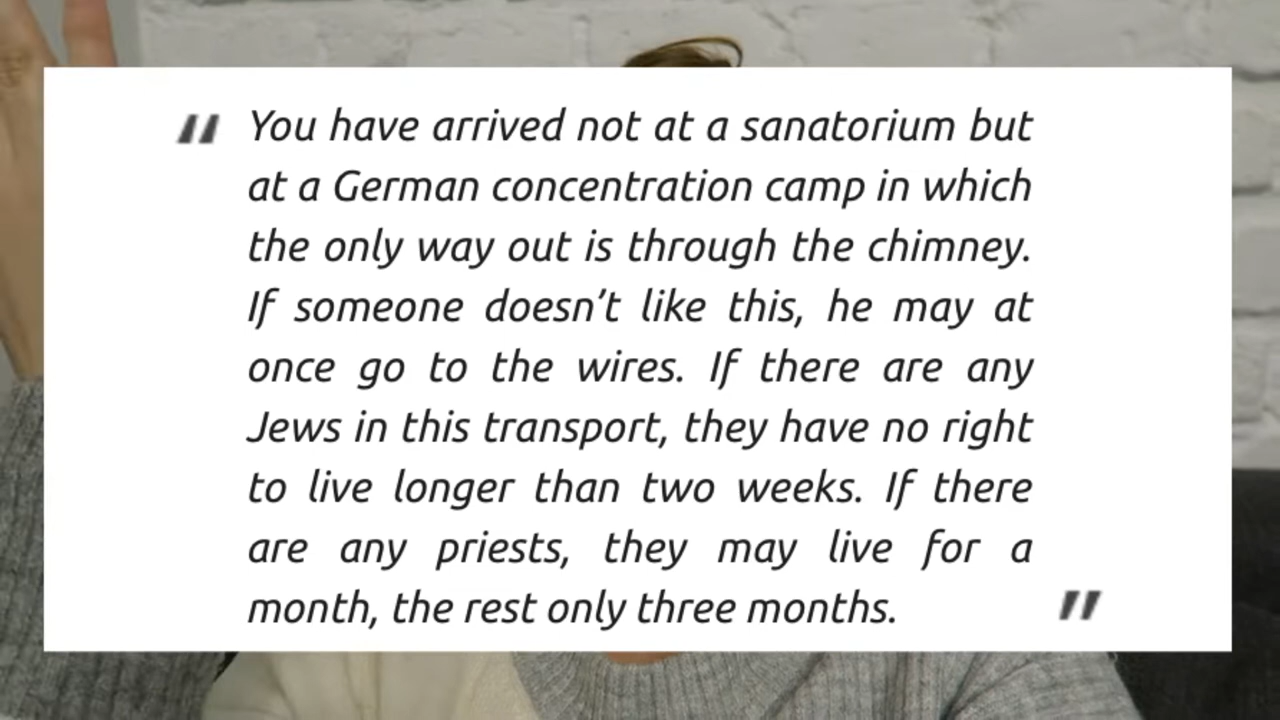 " You have arrived not at a sanatorium but
at a German concentration camp in which
the only way out is through the chimney.
If someone doesn’t like this, he may at
once go to the wires. If there are any
Jews in this transport, they have no right
to live longer than two weeks. If there
are any priests, they may live for a
month, the rest only three months. "